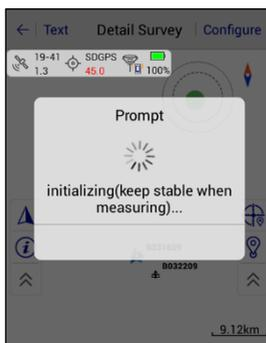 ← Text Detail Survey Configure
19-41 SDGPS
1.3 45.0 100%
Prompt
initializing(keep stable when
measuring)...
B032209
9.12km